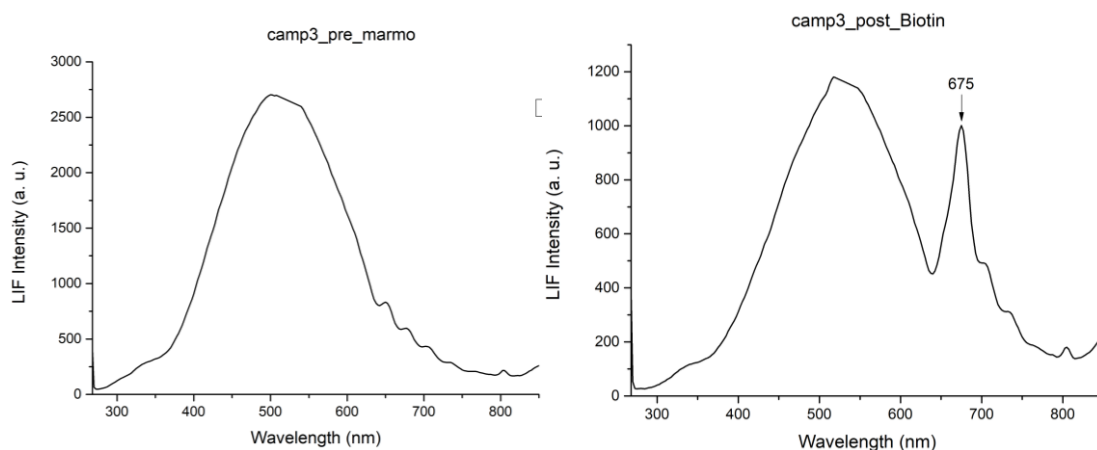 camp3_pre_marmo
3000
2500
2000
1500
1000
500
0
LIF Intensity (a. u.)
300 400 500 600 700 800
Wavelength (nm)
camp3_post_Biotin
675
1200
1000
800
600
400
200
0
LIF Intensity (a. u.)
300 400 500 600 700 800
Wavelength (nm)